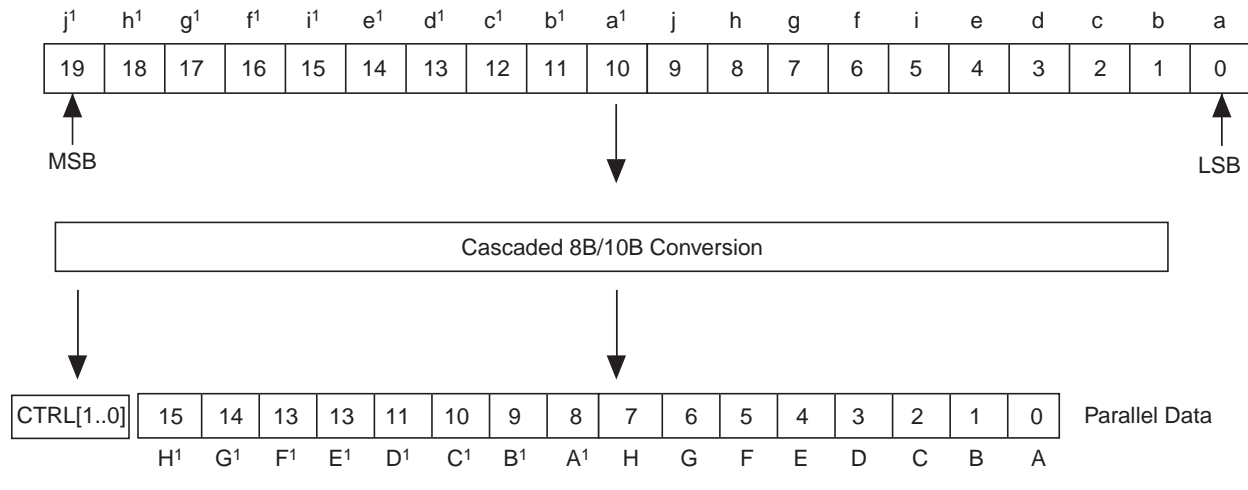 j¹ h¹ g¹ f¹ i¹ e¹ d¹ c¹ b¹ a¹ j h g f i e d c b a
19 18 17 16 15 14 13 12 11 10 9 8 7 6 5 4 3 2 1 0
MSB LSB
Cascaded 8B/10B Conversion
CTRL[1..0] 15 14 13 13 11 10 9 8 7 6 5 4 3 2 1 0 Parallel Data
H¹ G¹ F¹ E¹ D¹ C¹ B¹ A¹ H G F E D C B A